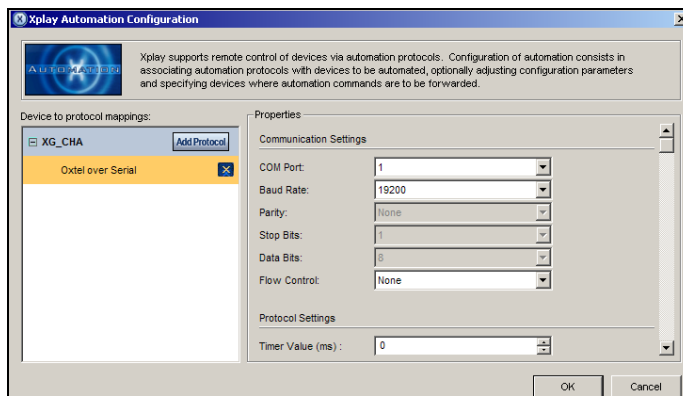 Xplay Automation Configuration
AUTOMATION
Xplay supports remote control of devices via automation protocols. Configuration of automation consists in
associating automation protocols with devices to be automated, optionally adjusting configuration parameters
and specifying devices where automation commands are to be forwarded.
Device to protocol mappings:
XG_CHA
Add Protocol
Oxtel over Serial
Properties
Communication Settings
COM Port: 1
Baud Rate: 19200
Parity: None
Stop Bits: 1
Data Bits: 8
Flow Control: None
Protocol Settings
Timer Value (ms) : 0
OK
Cancel